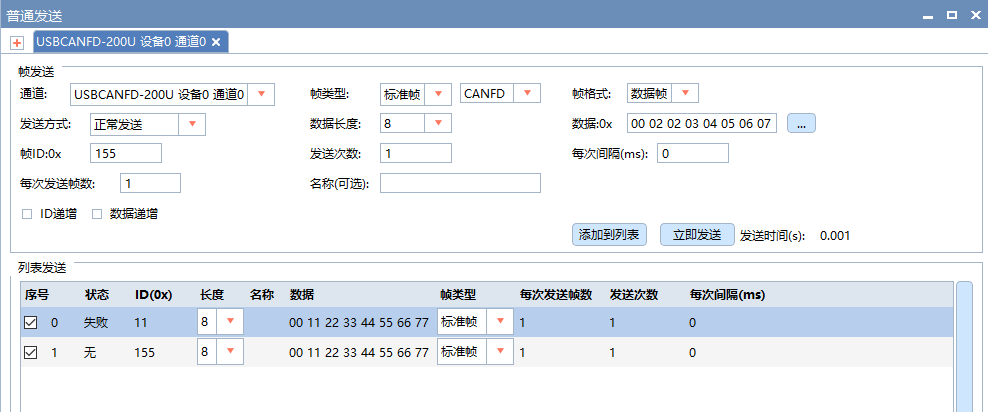 普通发送
USBCANFD-200U 设备0 通道0
帧发送
通道: USBCANFD-200U 设备0 通道0 帧类型: 标准帧 CANFD 帧格式: 数据帧
发送方式: 正常发送 数据长度: 8 数据:0x 00 02 02 03 04 05 06 07 ...
帧ID:0x 155 发送次数: 1 每次间隔(ms): 0
每次发送帧数: 1 名称(可选):
ID递增 数据递增
添加到列表 立即发送 发送时间(s): 0.001
列表发送
序号 状态 ID(0x) 长度 名称 数据 帧类型 每次发送帧数 发送次数 每次间隔(ms)
0 失败 11 8 00 11 22 33 44 55 66 77 标准帧 1 1 0
1 无 155 8 00 11 22 33 44 55 66 77 标准帧 1 1 0